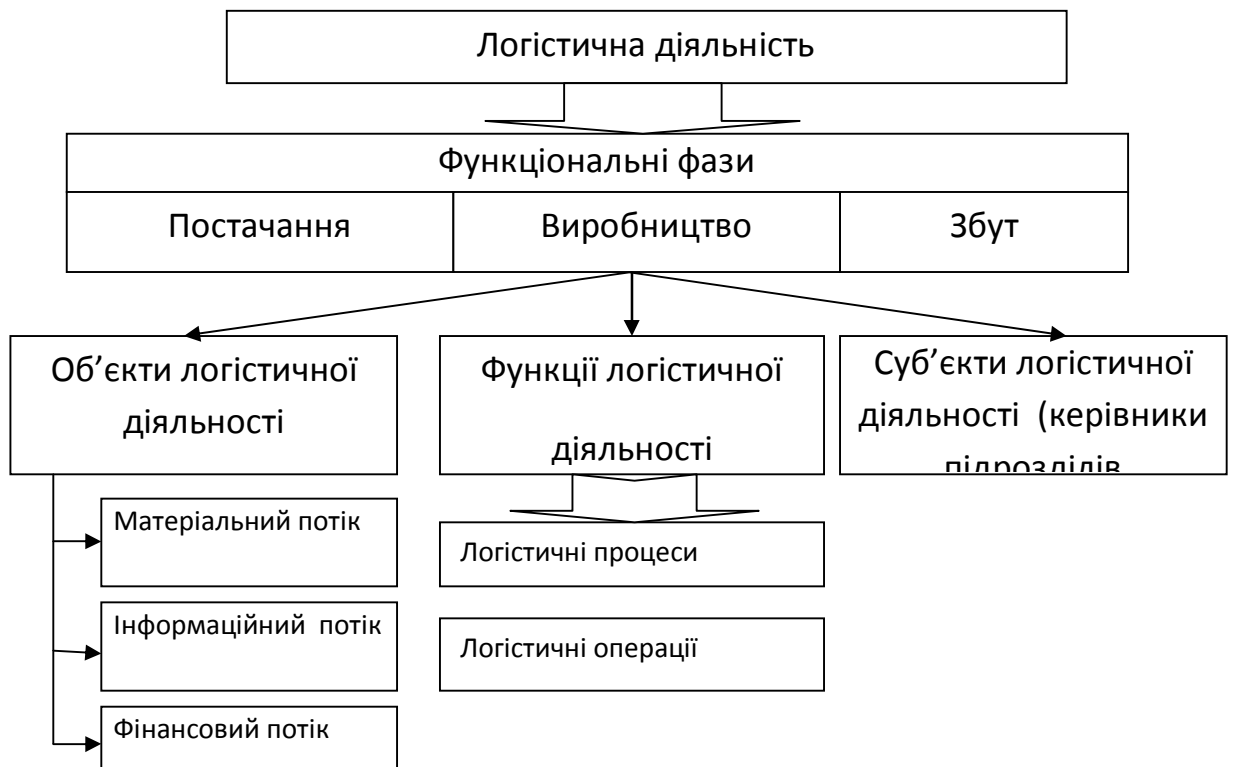 Логістична діяльність
Функціональні фази
Постачання
Виробництво
Збут
Об’єкти логістичної
діяльності
Функції логістичної
діяльності
Суб’єкти логістичної
діяльності (керівники
підрозділів
Матеріальний потік
Інформаційний потік
Фінансовий потік
Логістичні процеси
Логістичні операції